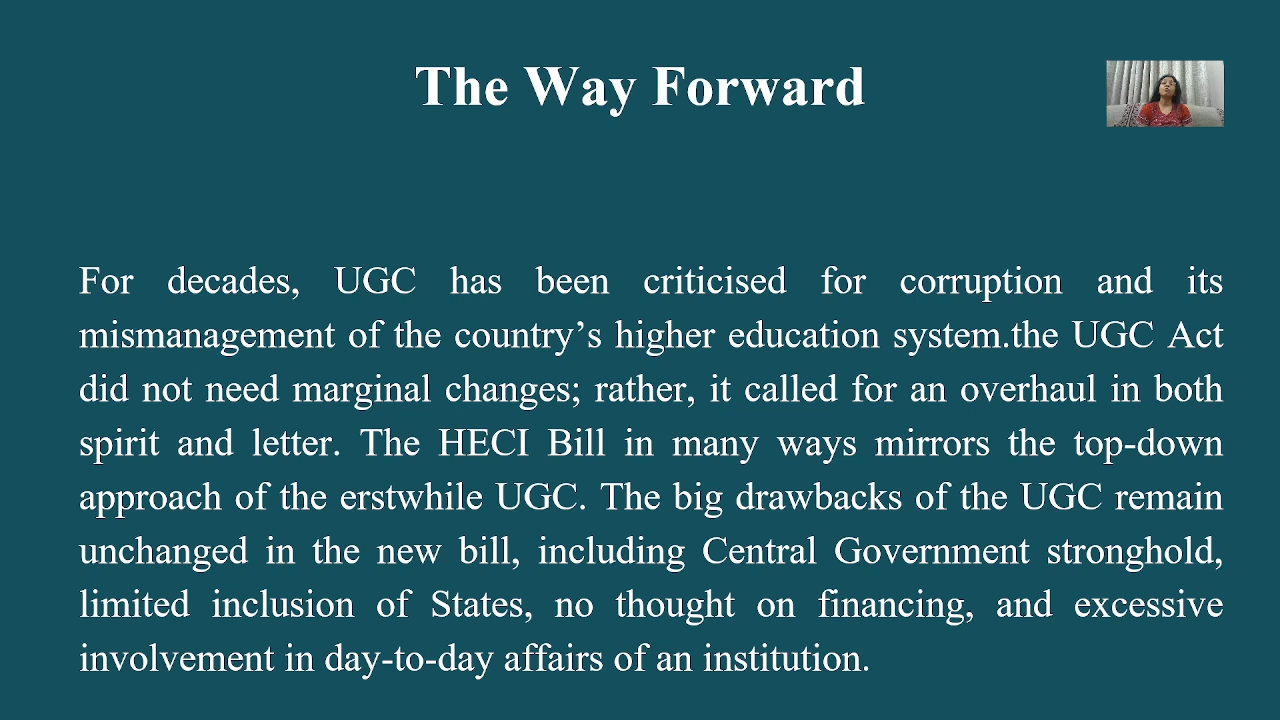 The Way Forward
For decades, UGC has been criticised for corruption and its
mismanagement of the country’s higher education system.the UGC Act
did not need marginal changes; rather, it called for an overhaul in both
spirit and letter. The HECI Bill in many ways mirrors the top-down
approach of the erstwhile UGC. The big drawbacks of the UGC remain
unchanged in the new bill, including Central Government stronghold,
limited inclusion of States, no thought on financing, and excessive
involvement in day-to-day affairs of an institution.